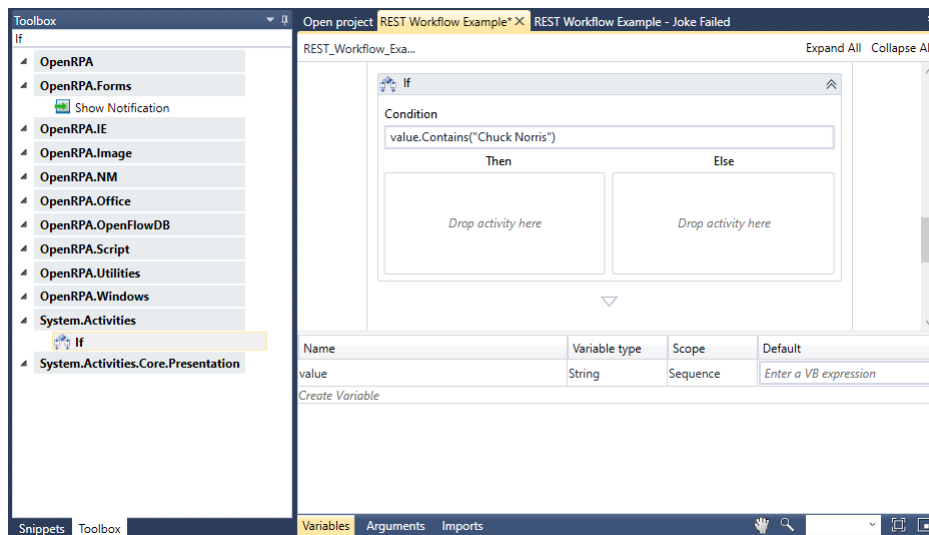 Toolbox
If
OpenRPA
OpenRPA.Forms
Show Notification
OpenRPA.IE
OpenRPA.Image
OpenRPA.NM
OpenRPA.Office
OpenRPA.OpenFlowDB
OpenRPA.Script
OpenRPA.Utilities
OpenRPA.Windows
System.Activities
If
System.Activities.Core.Presentation
Snippets Toolbox
Open project REST Workflow Example* X REST Workflow Example - Joke Failed
REST_Workflow_Exa... Expand All Collapse Al
If
Condition
value.Contains("Chuck Norris")
Then Else
Drop activity here Drop activity here
Name Variable type Scope Default
value String Sequence Enter a VB expression
Create Variable
Variables Arguments Imports